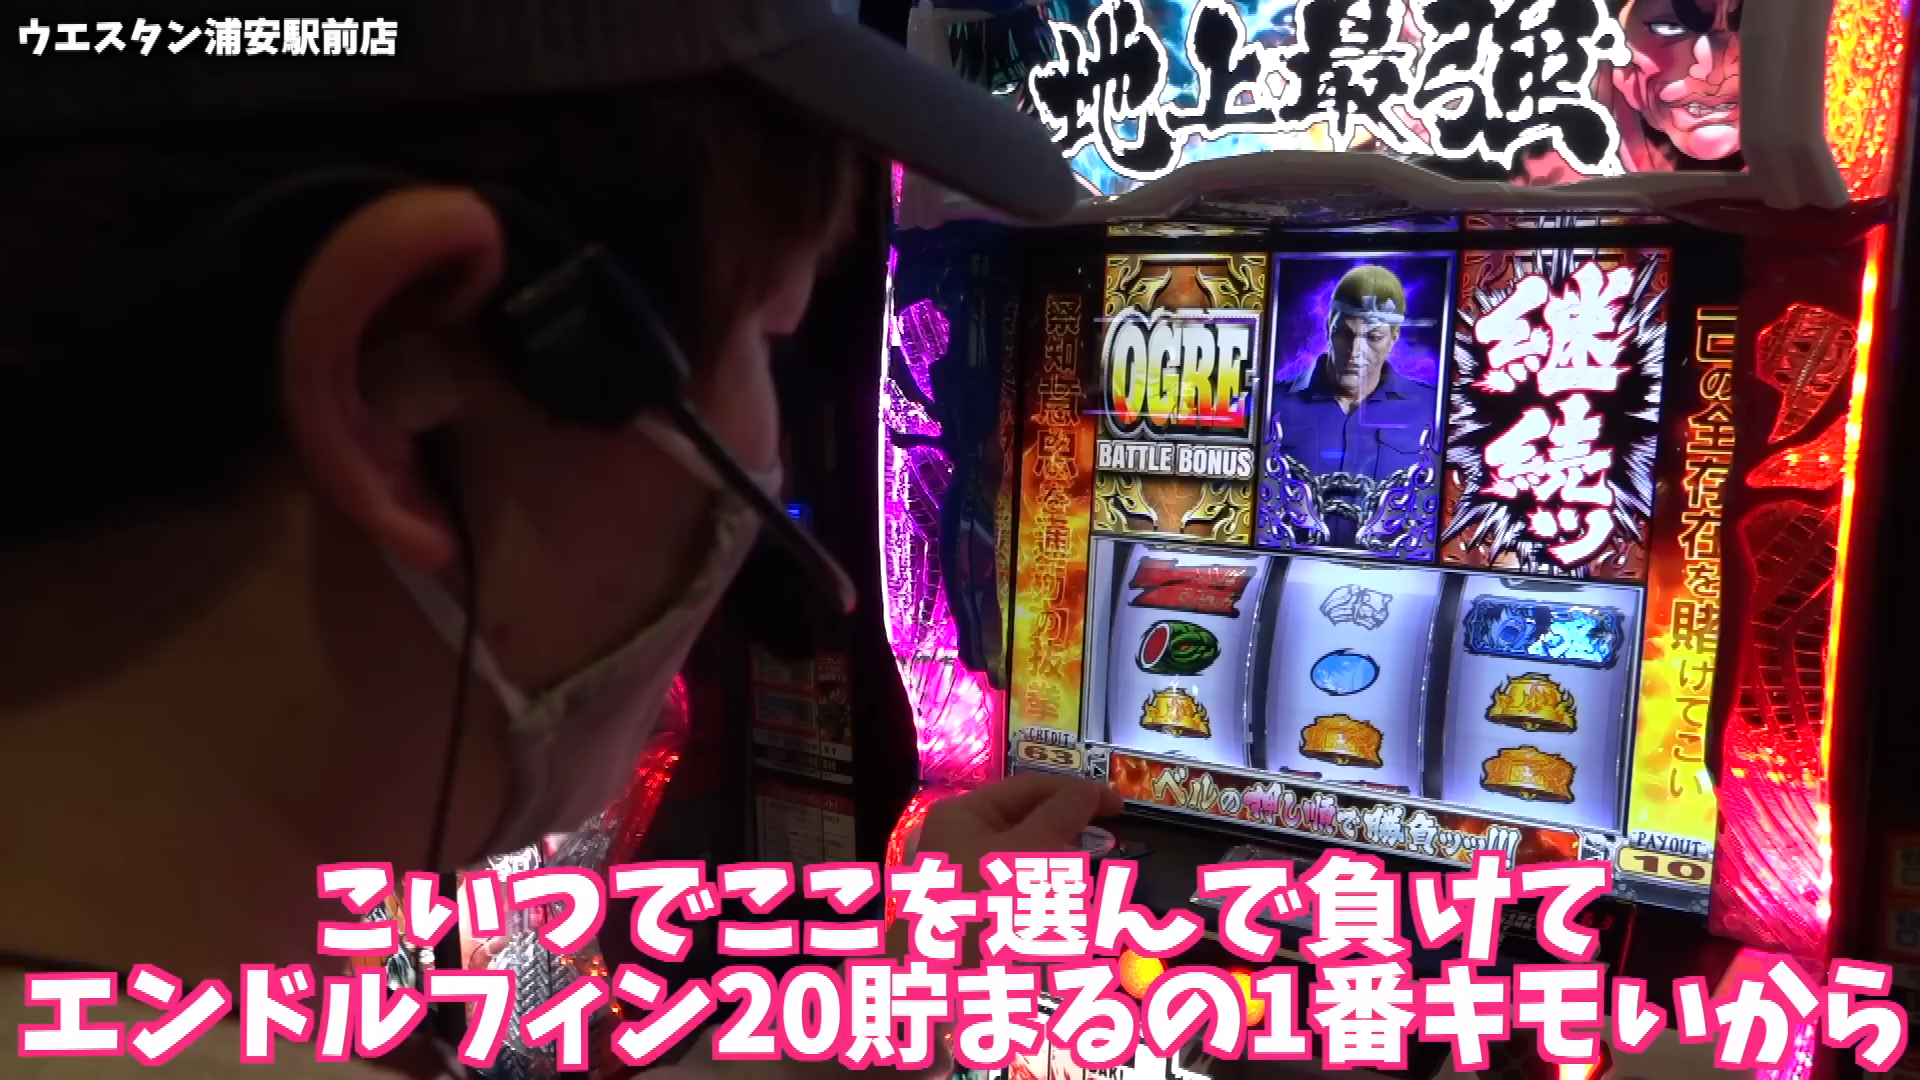 ウエスタン浦安駅前店
地上最強
OGRE
BATTLE BONUS
継続ッ
己の全存在を賭けてこい
CREDIT
63
ベルの押し順で勝負ッッ!!!
PAYOUT
10
こいつでここを選んで負けて
エンドルフィン20貯まるの1番キモいから